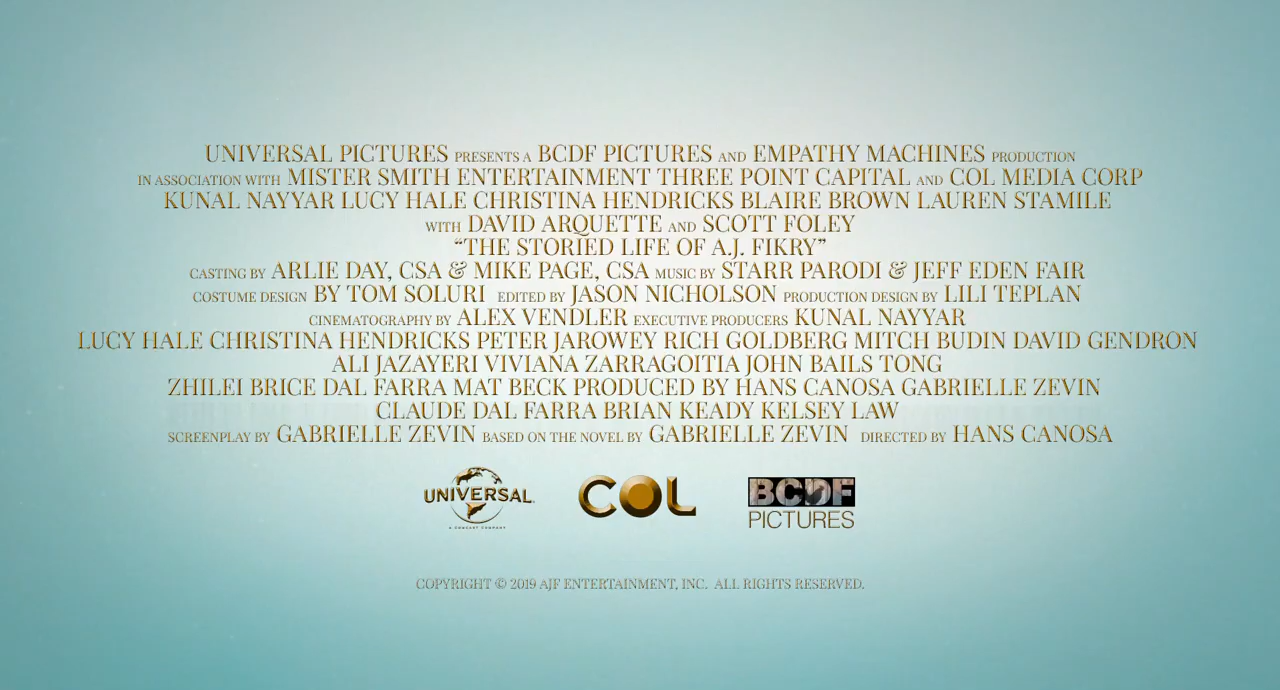 UNIVERSAL PICTURES PRESENTS A BCDF PICTURES AND EMPATHY MACHINES PRODUCTION
IN ASSOCIATION WITH MISTER SMITH ENTERTAINMENT THREE POINT CAPITAL AND COL MEDIA CORP
KUNAL NAYYAR LUCY HALE CHRISTINA HENDRICKS BLAIRE BROWN LAUREN STAMILE
WITH DAVID ARQUETTE AND SCOTT FOLEY
“THE STORIED LIFE OF A.J. FIKRY”
CASTING BY ARLIE DAY, CSA & MIKE PAGE, CSA MUSIC BY STARR PARODI & JEFF EDEN FAIR
COSTUME DESIGN BY TOM SOLURI EDITED BY JASON NICHOLSON PRODUCTION DESIGN BY LILI TEPLAN
CINEMATOGRAPHY BY ALEX VENDLER EXECUTIVE PRODUCERS KUNAL NAYYAR
LUCY HALE CHRISTINA HENDRICKS PETER JAROWEY RICH GOLDBERG MITCH BUDIN DAVID GENDRON
ALI JAZAYERI VIVIANA ZARRAGOITIA JOHN BAILS TONG
ZHILEI BRICE DAL FARRA MAT BECK PRODUCED BY HANS CANOSA GABRIELLE ZEVIN
CLAUDE DAL FARRA BRIAN KEADY KELSEY LAW
SCREENPLAY BY GABRIELLE ZEVIN BASED ON THE NOVEL BY GABRIELLE ZEVIN DIRECTED BY HANS CANOSA
UNIVERSAL COL BCDF
A COMCAST COMPANY PICTURES
COPYRIGHT © 2019 AJF ENTERTAINMENT, INC. ALL RIGHTS RESERVED.